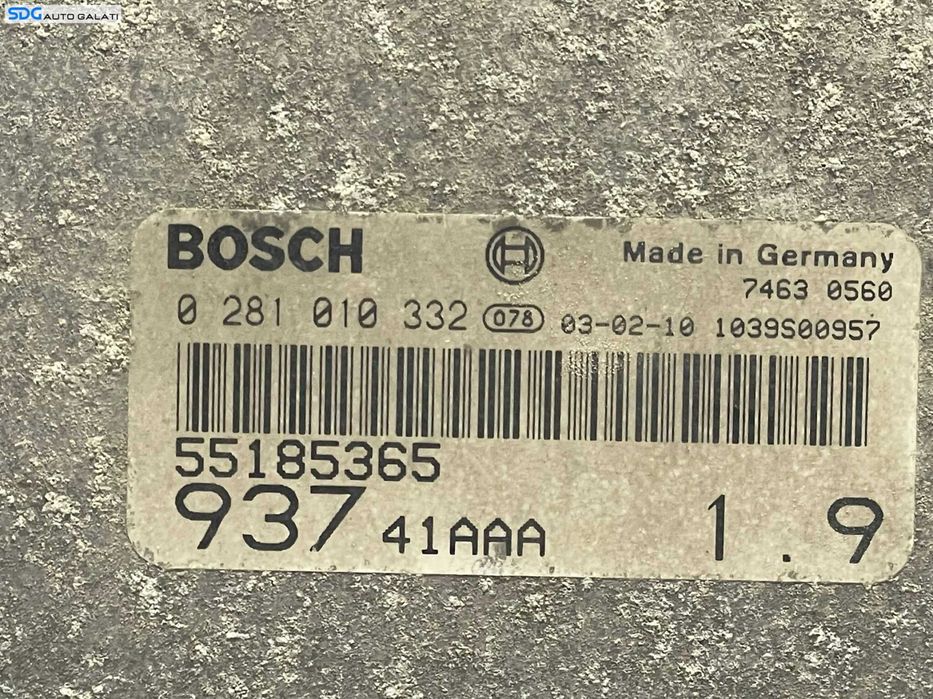 SDG AUTO GALATI
BOSCH
Made in Germany
7463 0560
0 281 010 332 078 03-02-10 1039S00957
55185365
937 41AAA 1.9